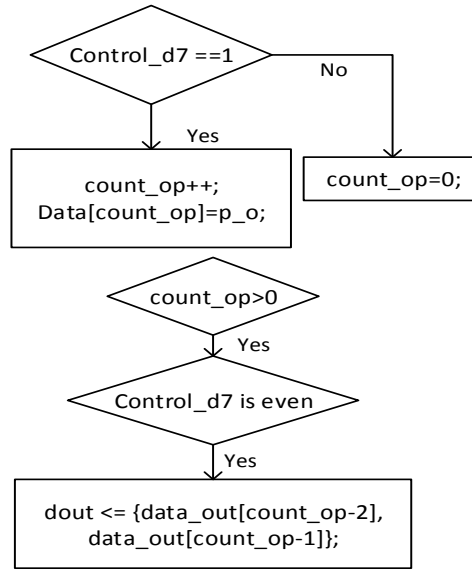 Control_d7 ==1
No
Yes
count_op++;
Data[count_op]=p_o;
count_op=0;
count_op>0
Yes
Control_d7 is even
Yes
dout <= {data_out[count_op-2],
data_out[count_op-1]};